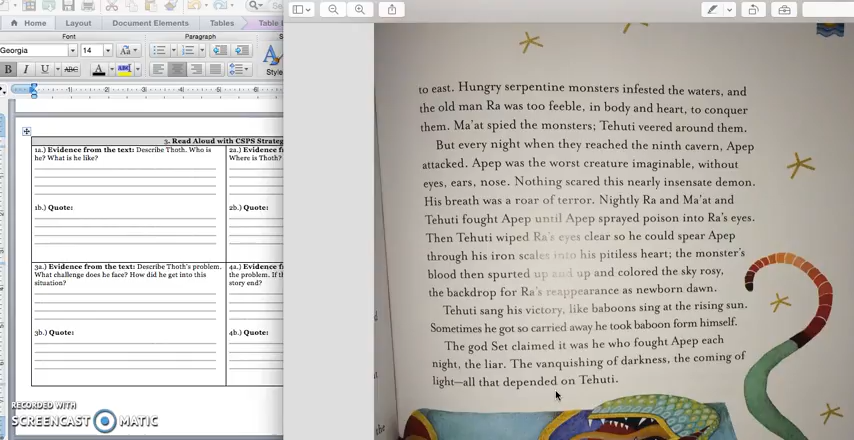 Home
Layout
Document Elements
Tables
Font
Paragraph
Georgia
14
Aa
B
I
U
ABC
A
ABC
Style
3. Read Aloud with CSPS Strateg
1a.) Evidence from the text: Describe Thoth. Who is
he? What is he like?
1b.) Quote:
2a.) Evidence f
Where is Thoth?
2b.) Quote:
3a.) Evidence from the text: Describe Thoth's problem.
What challenge does he face? How did he get into this
situation?
3b.) Quote:
4a.) Evidence f
the problem. If th
story end?
4b.) Quote:
RECORDED WITH
SCREENCAST MATIC
to east. Hungry serpentine monsters infested the waters, and
the old man Ra was too feeble, in body and heart, to conquer
them. Ma'at spied the monsters; Tehuti veered around them.
But every night when they reached the ninth cavern, Apep
attacked. Apep was the worst creature imaginable, without
eyes, ears, nose. Nothing scared this nearly insensate demon.
His breath was a roar of terror. Nightly Ra and Ma'at and
Tehuti fought Apep until Apep sprayed poison into Ra's eyes.
Then Tehuti wiped Ra's eyes clear so he could spear Apep
through his iron scales into his pitiless heart; the monster's
blood then spurted up and up and colored the sky rosy,
the backdrop for Ra's reappearance as newborn dawn.
Tehuti sang his victory, like baboons sing at the rising sun.
Sometimes he got so carried away he took baboon form himself.
The god Set claimed it was he who fought Apep each
night, the liar. The vanquishing of darkness, the coming of
light—all that depended on Tehuti.
the